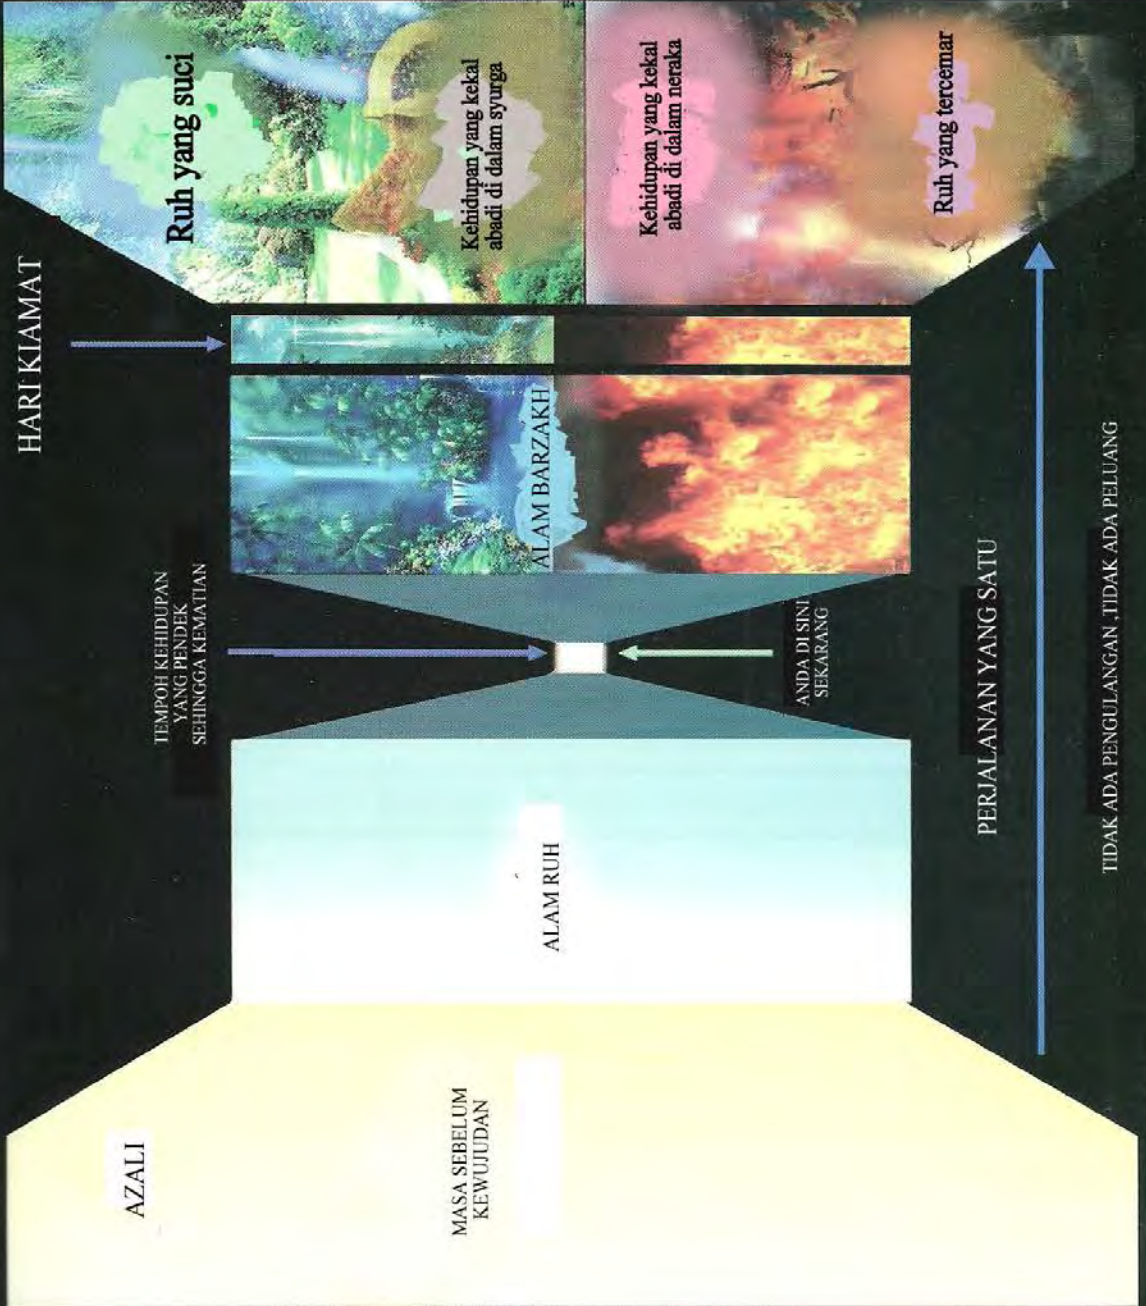 HARI KIAMAT
AZALI
TEMPOH KEHIDUPAN
YANG PENDEK
SEHINGGA KEMATIAN
Ruh yang suci
MASA SEBELUM
KEWUJUDAN
Kehidupan yang kekal
abadi di dalam syurga
ALAM RUH
ALAM BARZAKH
Kehidupan yang kekal
abadi di dalam neraka
ANDA DI SINI
SEKARANG
Ruh yang tercemar
PERJALANAN YANG SATU
TIDAK ADA PENGULANGAN ,TIDAK ADA PELUANG